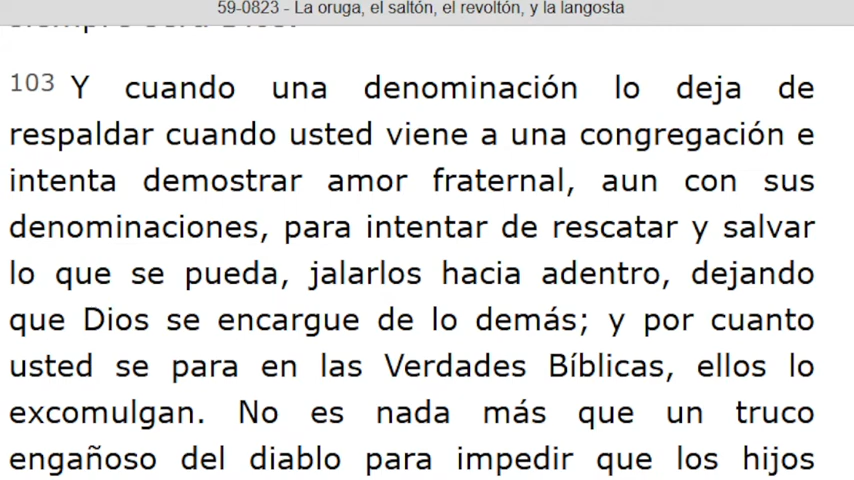 59-0823 - La oruga, el saltón, el revoltón, y la langosta
103 Y cuando una denominación lo deja de
respaldar cuando usted viene a una congregación e
intenta demostrar amor fraternal, aun con sus
denominaciones, para intentar de rescatar y salvar
lo que se pueda, jalarlos hacia adentro, dejando
que Dios se encargue de lo demás; y por cuanto
usted se para en las Verdades Bíblicas, ellos lo
excomulgan. No es nada más que un truco
engañoso del diablo para impedir que los hijos